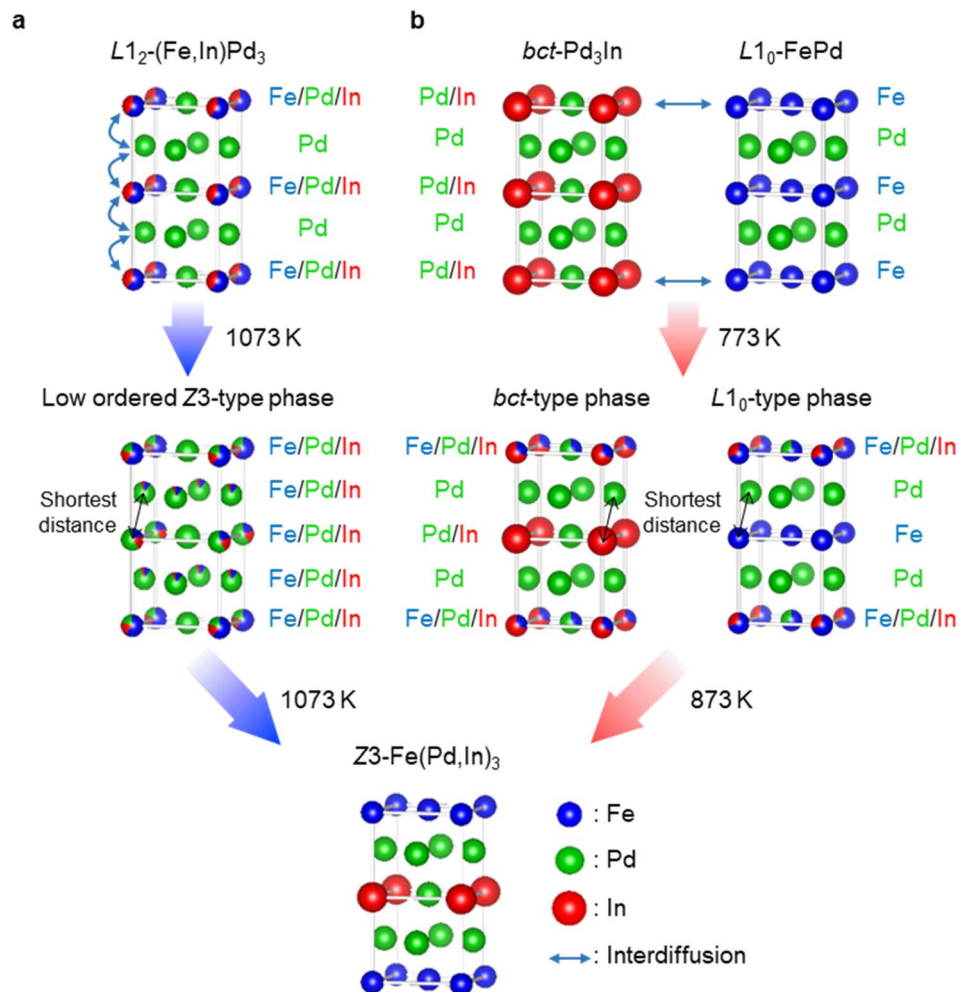 a
b
L1₂-(Fe,In)Pd₃
bct-Pd₃In
L1₀-FePd
Fe/Pd/In
Pd/In
Fe
Pd
Pd
Pd
Fe/Pd/In
Pd/In
Fe
Pd
Pd
Pd
Fe/Pd/In
Pd/In
Fe
1073 K
773 K
Low ordered Z3-type phase
bct-type phase
L1₀-type phase
Fe/Pd/In
Fe/Pd/In
Fe/Pd/In
Shortest
distance
Fe/Pd/In
Pd
Shortest
distance
Pd
Fe/Pd/In
Pd/In
Fe
Fe/Pd/In
Pd
Pd
Fe/Pd/In
Fe/Pd/In
Fe/Pd/In
1073 K
873 K
Z3-Fe(Pd,In)₃
: Fe
: Pd
: In
: Interdiffusion